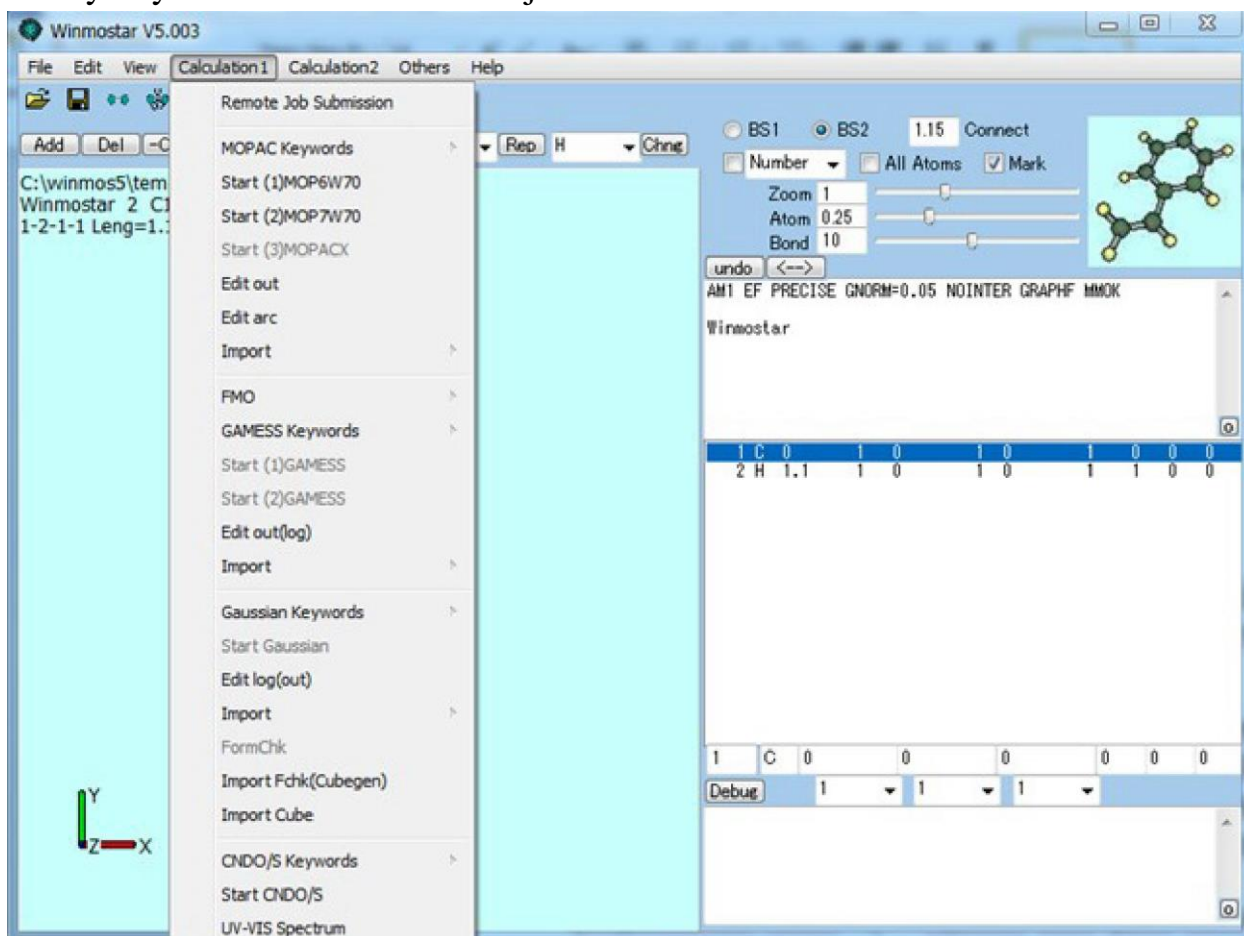 Winmostar V5.003
File Edit View Calculation1 Calculation2 Others Help
Add Del -C Rep H Chng
C:\winmos5\tem
Winmostar 2 C1
1-2-1-1 Leng=1.
Remote Job Submission
MOPAC Keywords
Start (1)MOP6W70
Start (2)MOP7W70
Start (3)MOPACX
Edit out
Edit arc
Import
FMO
GAMESS Keywords
Start (1)GAMESS
Start (2)GAMESS
Edit out(log)
Import
Gaussian Keywords
Start Gaussian
Edit log(out)
Import
FormChk
Import Fchk(Cubegen)
Import Cube
CNDO/S Keywords
Start CNDO/S
UV-VIS Spectrum
Y
Z X
BS1 BS2 1.15 Connect
Number All Atoms Mark
Zoom 1
Atom 0.25
Bond 10
undo <-->
AM1 EF PRECISE GNORM=0.05 NOINTER GRAPHF MMOK
Winmostar
1 C 0 1 0 1 0 1 0 0 0
2 H 1.1 1 0 1 0 1 1 0 0
1 C 0 0 0 0 0 0
Debug 1 1 1